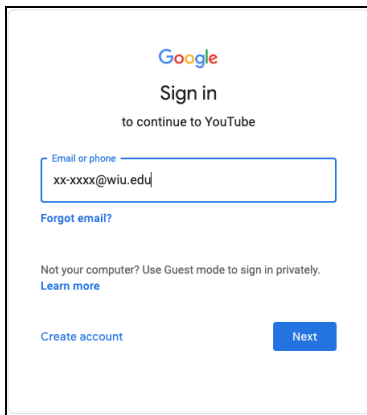 Google
Sign in
to continue to YouTube
Email or phone
xx-xxxx@wiu.edu
Forgot email?
Not your computer? Use Guest mode to sign in privately.
Learn more
Create account
Next